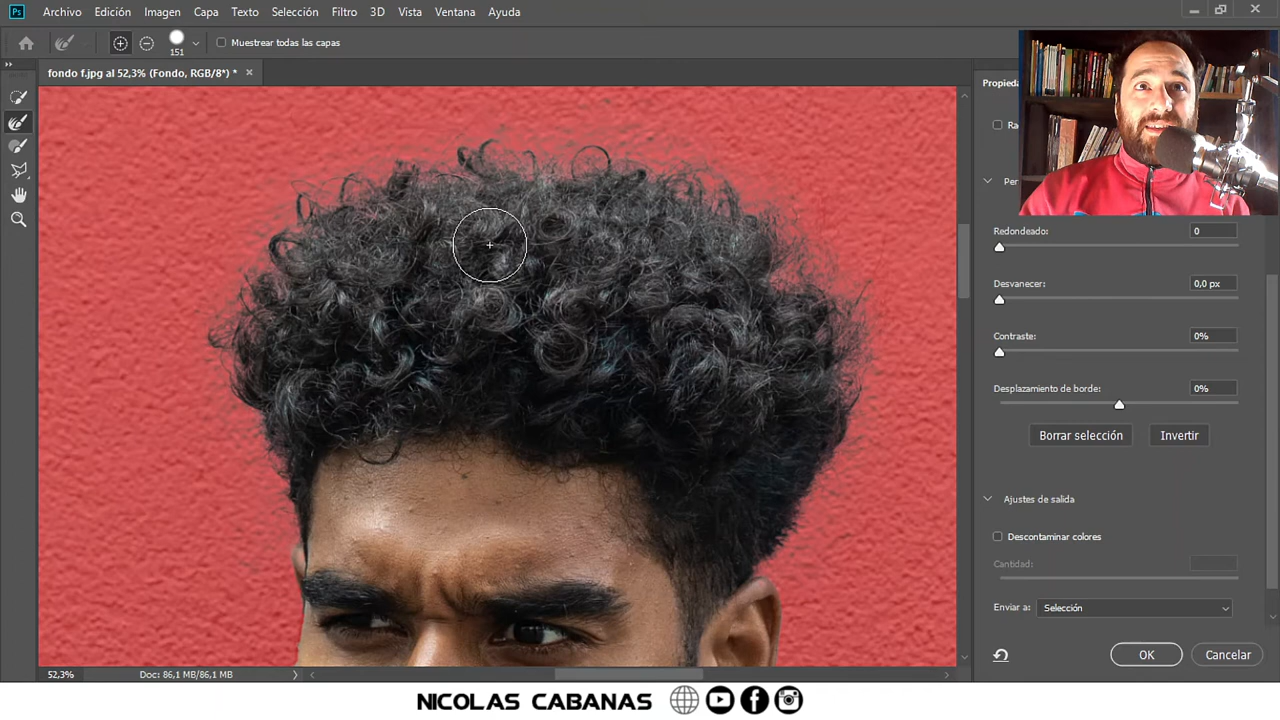 Ps Archivo Edición Imagen Capa Texto Selección Filtro 3D Vista Ventana Ayuda
151 Muestrear todas las capas
fondo f.jpg al 52,3% (Fondo, RGB/8*) *
Propieda
Ra
Per
Redondeado: 0
Desvanecer: 0,0 px
Contraste: 0%
Desplazamiento de borde: 0%
Borrar selección Invertir
Ajustes de salida
Descontaminar colores
Cantidad:
Enviar a: Selección
OK Cancelar
52,3% Doc: 86,1 MB/86,1 MB
NICOLAS CABANAS